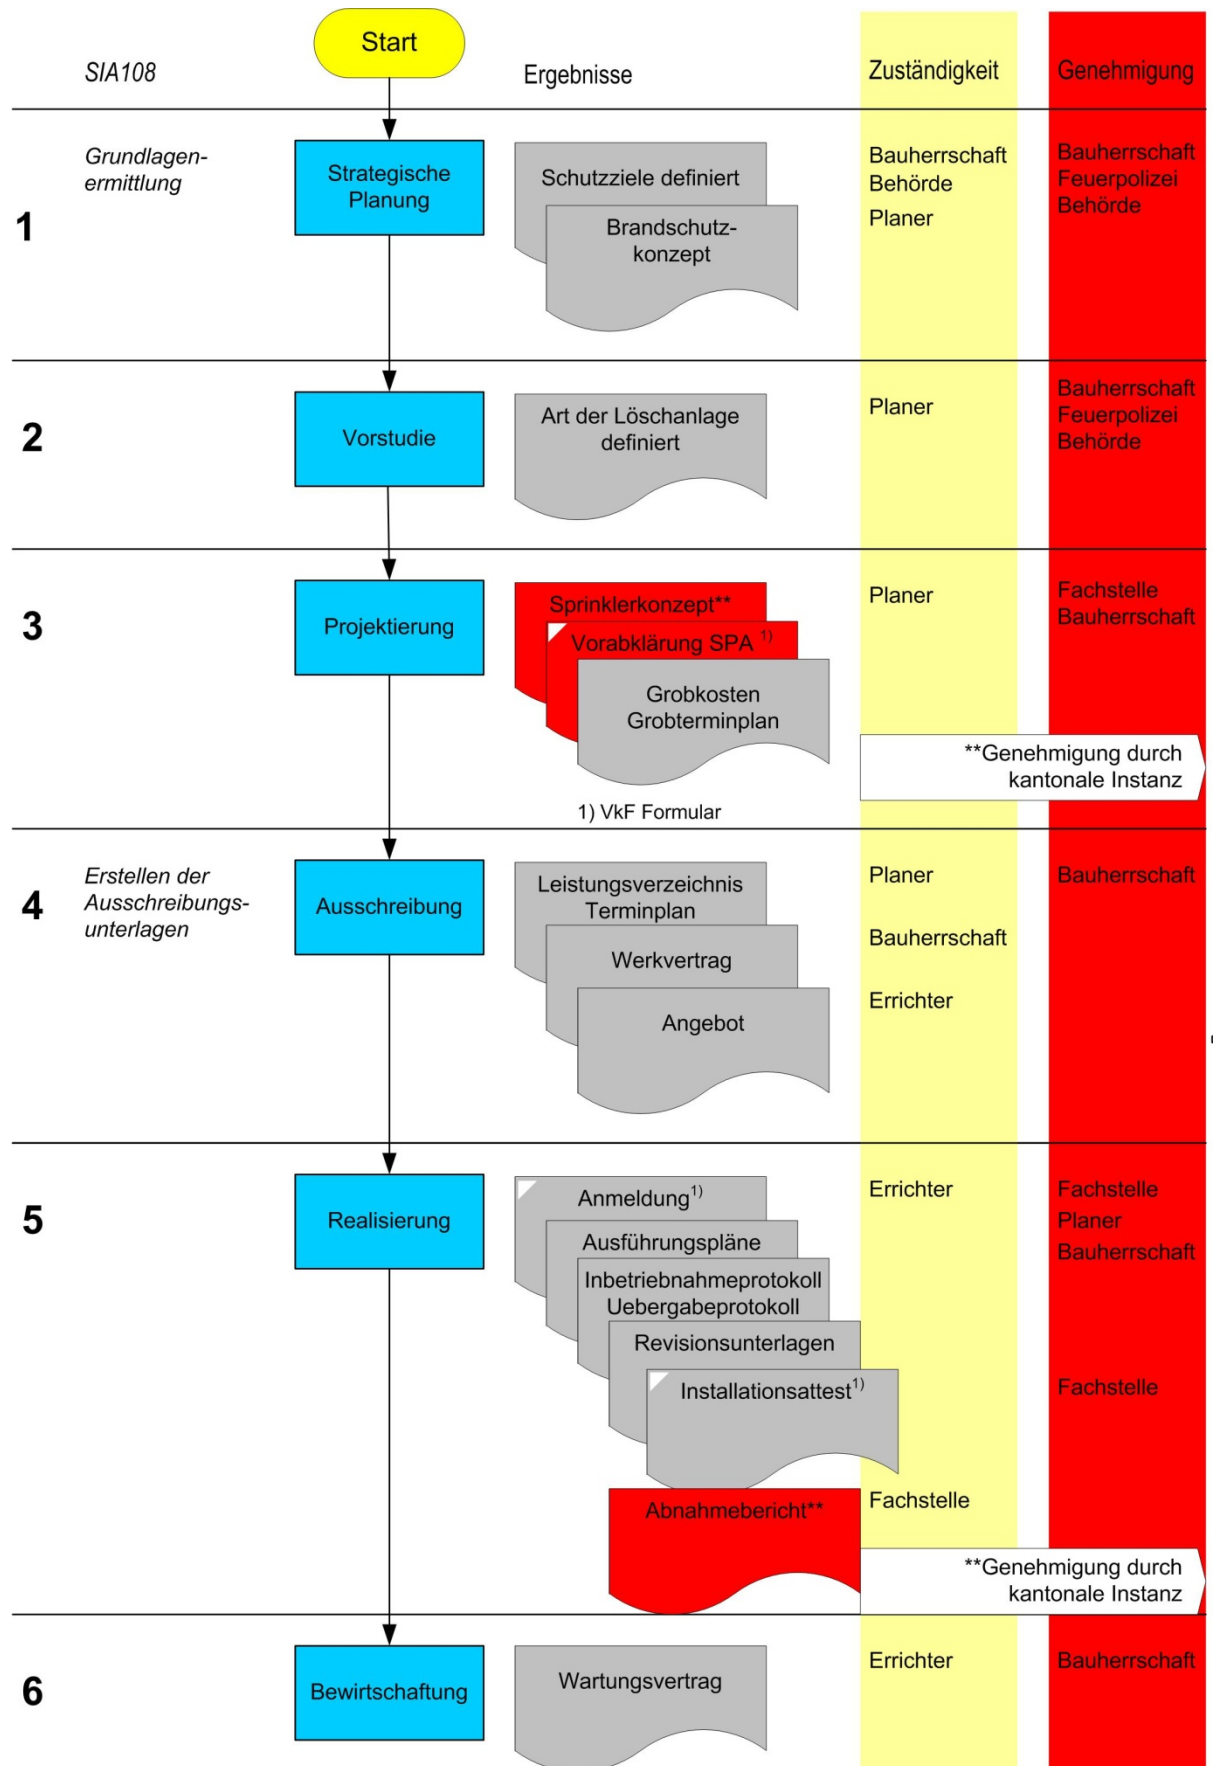 Start
SIA108
Ergebnisse
Zuständigkeit
Genehmigung
1
Grundlagen-
ermittlung
Strategische
Planung
Schutzziele definiert
Brandschutz-
konzept
Bauherrschaft
Behörde
Planer
Bauherrschaft
Feuerpolizei
Behörde
2
Vorstudie
Art der Löschanlage
definiert
Planer
Bauherrschaft
Feuerpolizei
Behörde
3
Projektierung
Sprinklerkonzept**
Vorabklärung SPA 1)
Grobkosten
Grobterminplan
1) VkF Formular
Planer
Fachstelle
Bauherrschaft
**Genehmigung durch
kantonale Instanz
4
Erstellen der
Ausschreibungs-
unterlagen
Ausschreibung
Leistungsverzeichnis
Terminplan
Werkvertrag
Angebot
Planer
Bauherrschaft
Errichter
Bauherrschaft
5
Realisierung
Anmeldung1)
Ausführungspläne
Inbetriebnahmeprotokoll
Uebergabeprotokoll
Revisionsunterlagen
Installationsattest1)
Abnahmebericht**
Errichter
Fachstelle
Fachstelle
Planer
Bauherrschaft
Fachstelle
**Genehmigung durch
kantonale Instanz
6
Bewirtschaftung
Wartungsvertrag
Errichter
Bauherrschaft